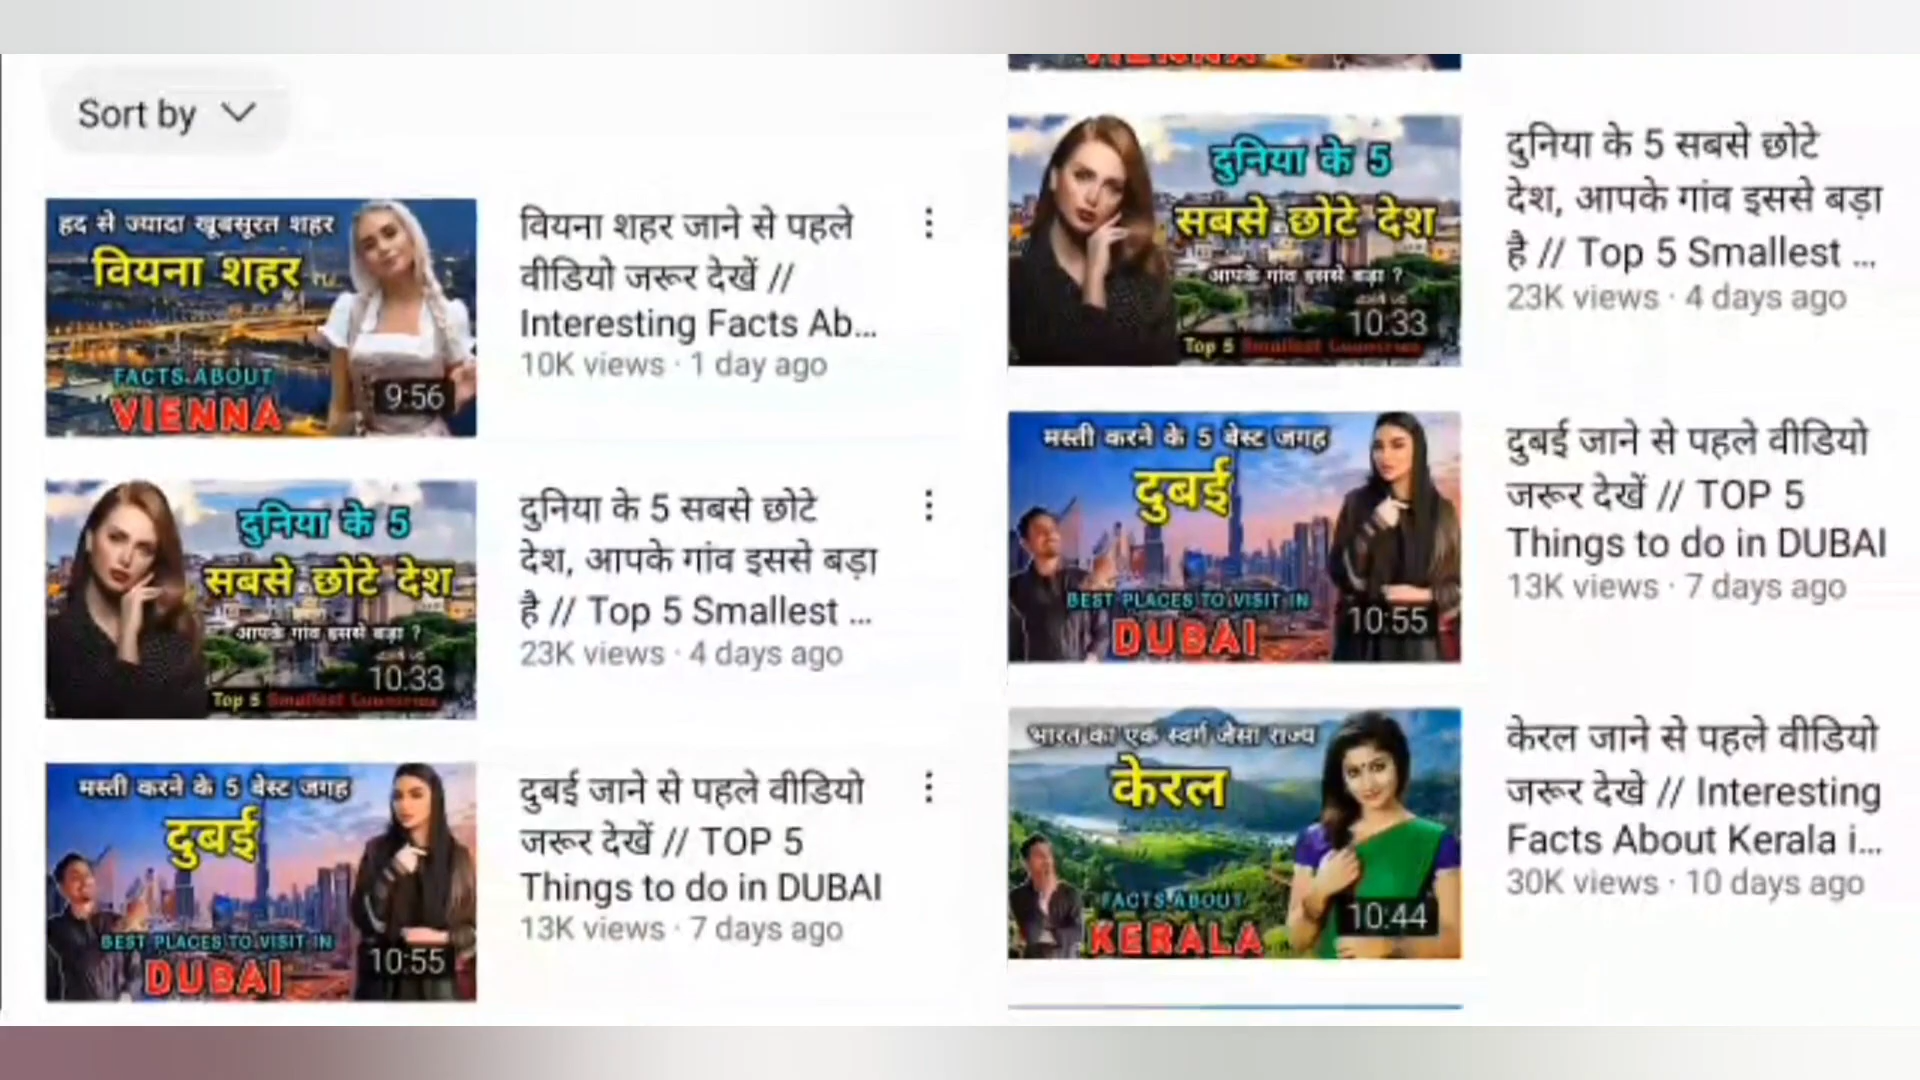 Sort by
हद से ज्यादा खूबसूरत शहर
वियना शहर
FACTS ABOUT
VIENNA
9:56
वियना शहर जाने से पहले
वीडियो जरूर देखें //
Interesting Facts Ab...
10K views · 1 day ago
दुनिया के 5
सबसे छोटे देश
आपके गांव इससे बड़ा ?
10:33
Top 5 Smallest Countries
दुनिया के 5 सबसे छोटे
देश, आपके गांव इससे बड़ा
है // Top 5 Smallest ...
23K views · 4 days ago
मस्ती करने के 5 बेस्ट जगह
दुबई
BEST PLACES TO VISIT IN
DUBAI
10:55
दुबई जाने से पहले वीडियो
जरूर देखें // TOP 5
Things to do in DUBAI
13K views · 7 days ago
VIENNA
दुनिया के 5
सबसे छोटे देश
आपके गांव इससे बड़ा ?
10:33
Top 5 Smallest Countries
दुनिया के 5 सबसे छोटे
देश, आपके गांव इससे बड़ा
है // Top 5 Smallest ...
23K views · 4 days ago
मस्ती करने के 5 बेस्ट जगह
दुबई
BEST PLACES TO VISIT IN
DUBAI
10:55
दुबई जाने से पहले वीडियो
जरूर देखें // TOP 5
Things to do in DUBAI
13K views · 7 days ago
भारत का एक स्वर्ग जैसा राज्य
केरल
FACTS ABOUT
KERALA
10:44
केरल जाने से पहले वीडियो
जरूर देखे // Interesting
Facts About Kerala i...
30K views · 10 days ago